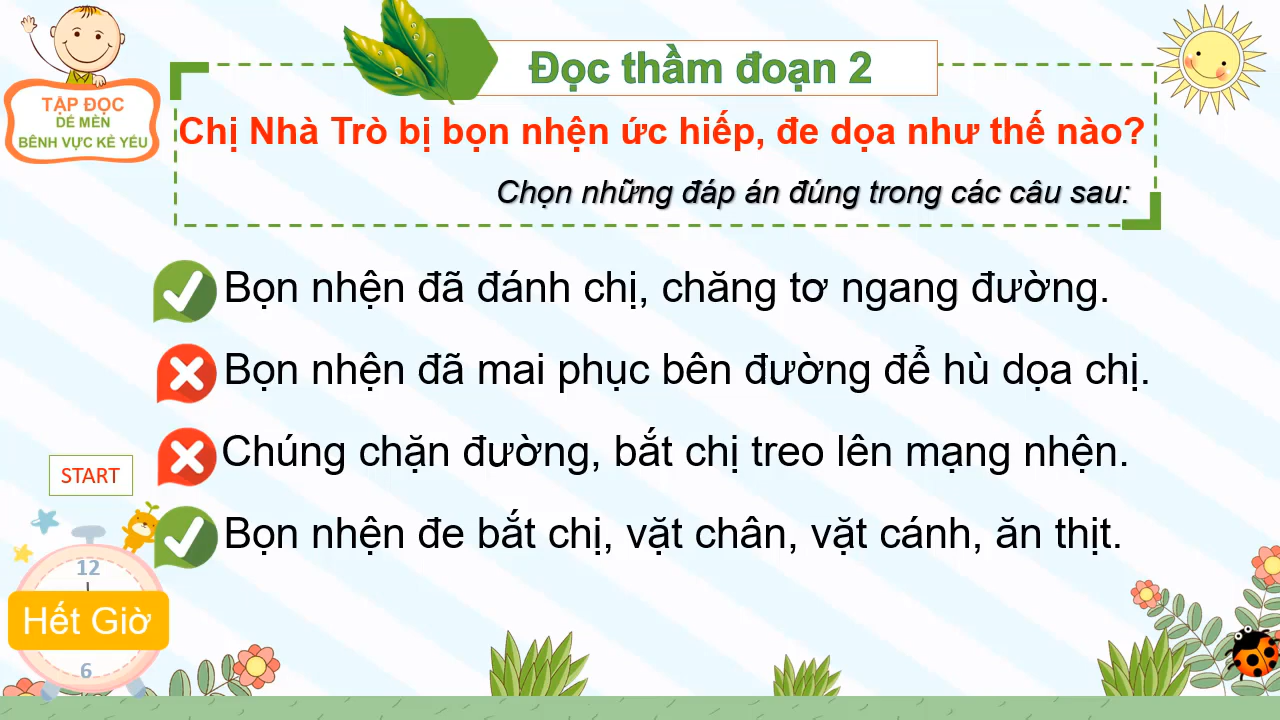 Đọc thầm đoạn 2
TẬP ĐỌC
DẾ MÈN
BÊNH VỰC KẺ YẾU
Chị Nhà Trò bị bọn nhện ức hiếp, đe dọa như thế nào?
Chọn những đáp án đúng trong các câu sau:
Bọn nhện đã đánh chị, chăng tơ ngang đường.
Bọn nhện đã mai phục bên đường để hù dọa chị.
Chúng chặn đường, bắt chị treo lên mạng nhện.
START
Bọn nhện đe bắt chị, vặt chân, vặt cánh, ăn thịt.
12
Hết Giờ
6